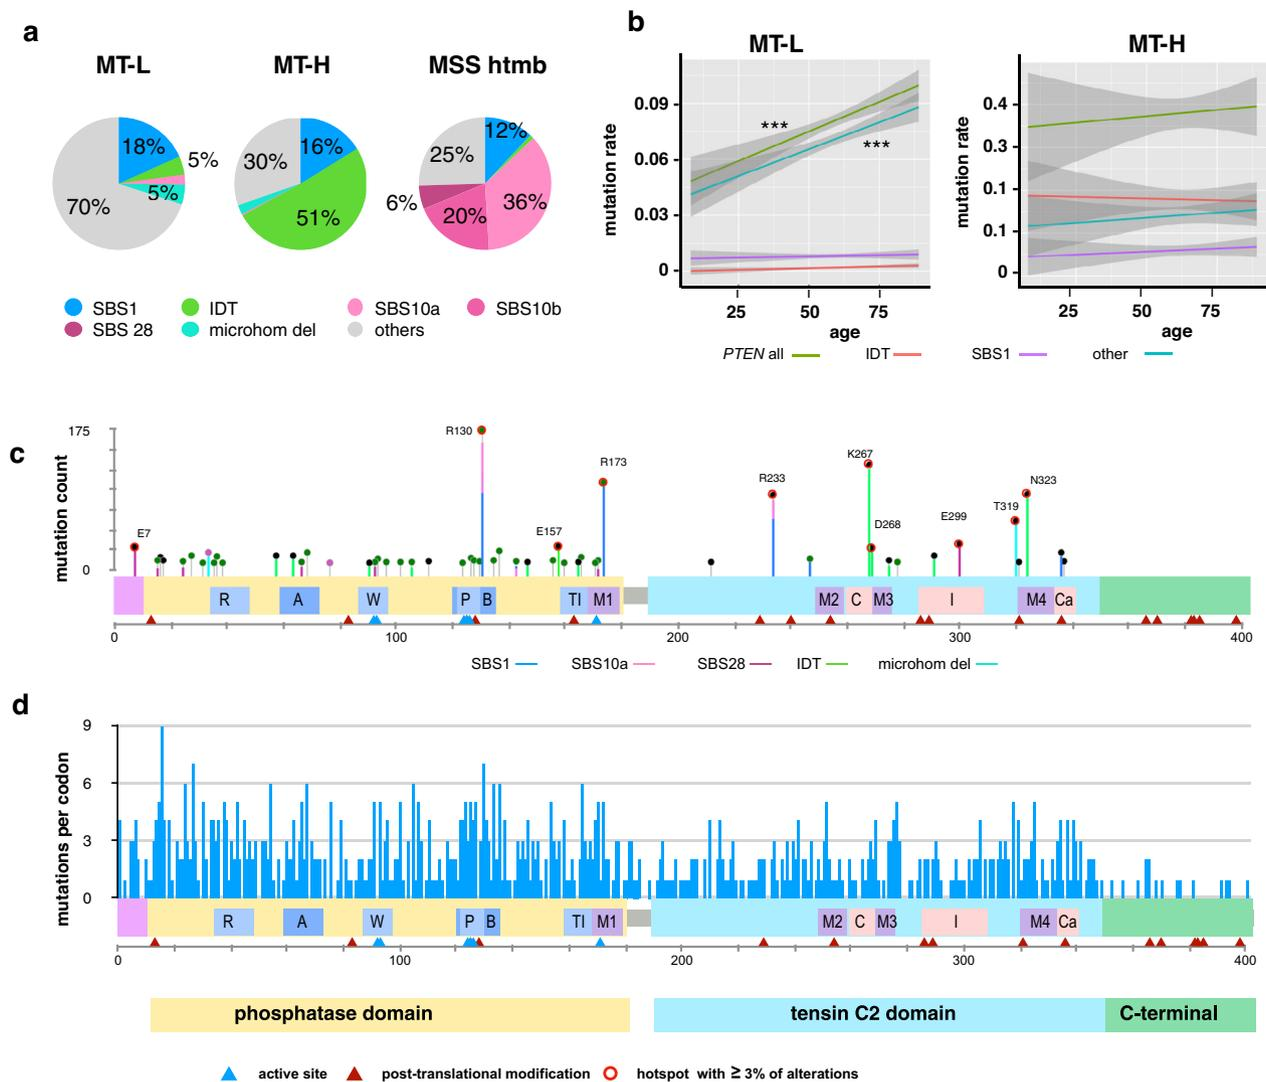 a
MT-L
MT-H
MSS htmb
18%
5%
5%
70%
16%
30%
51%
12%
25%
6%
20%
36%
SBS1
IDT
SBS10a
SBS10b
SBS 28
microhom del
others
b
MT-L
MT-H
mutation rate
0.09
0.06
0.03
0
***
***
25
50
75
age
mutation rate
0.4
0.3
0.1
0.1
0
25
50
75
age
PTEN all
IDT
SBS1
other
c
mutation count
175
0
E7
R130
E157
R173
R233
K267
D268
E299
T319
N323
R
A
W
P
B
TI
M1
M2
C
M3
I
M4
Ca
0
100
200
300
400
SBS1
SBS10a
SBS28
IDT
microhom del
d
mutations per codon
9
6
3
0
R
A
W
P
B
TI
M1
M2
C
M3
I
M4
Ca
0
100
200
300
400
phosphatase domain
tensin C2 domain
C-terminal
active site
post-translational modification
hotspot with ≥ 3% of alterations